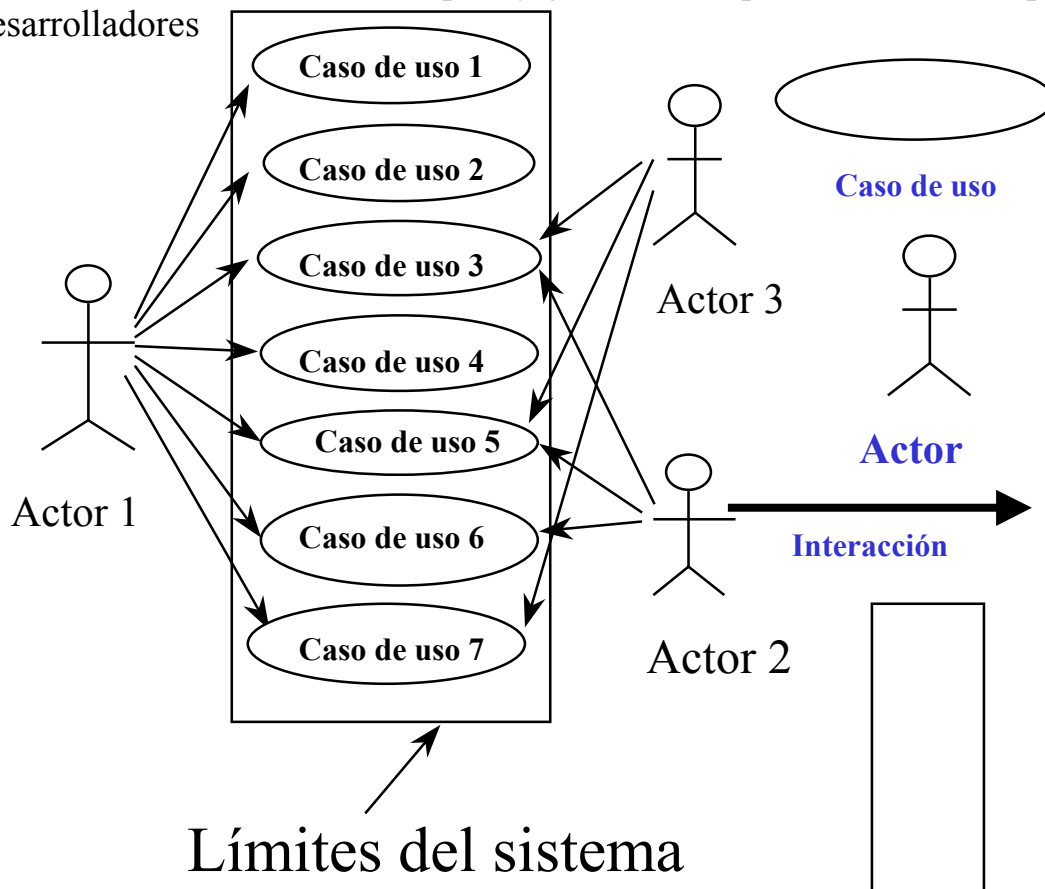 Caso de uso 1
Caso de uso 2
Caso de uso 3
Caso de uso 4
Caso de uso 5
Caso de uso 6
Caso de uso 7
Actor 1
Actor 3
Actor 2
Caso de uso
Actor
Interacción
Límites del sistema